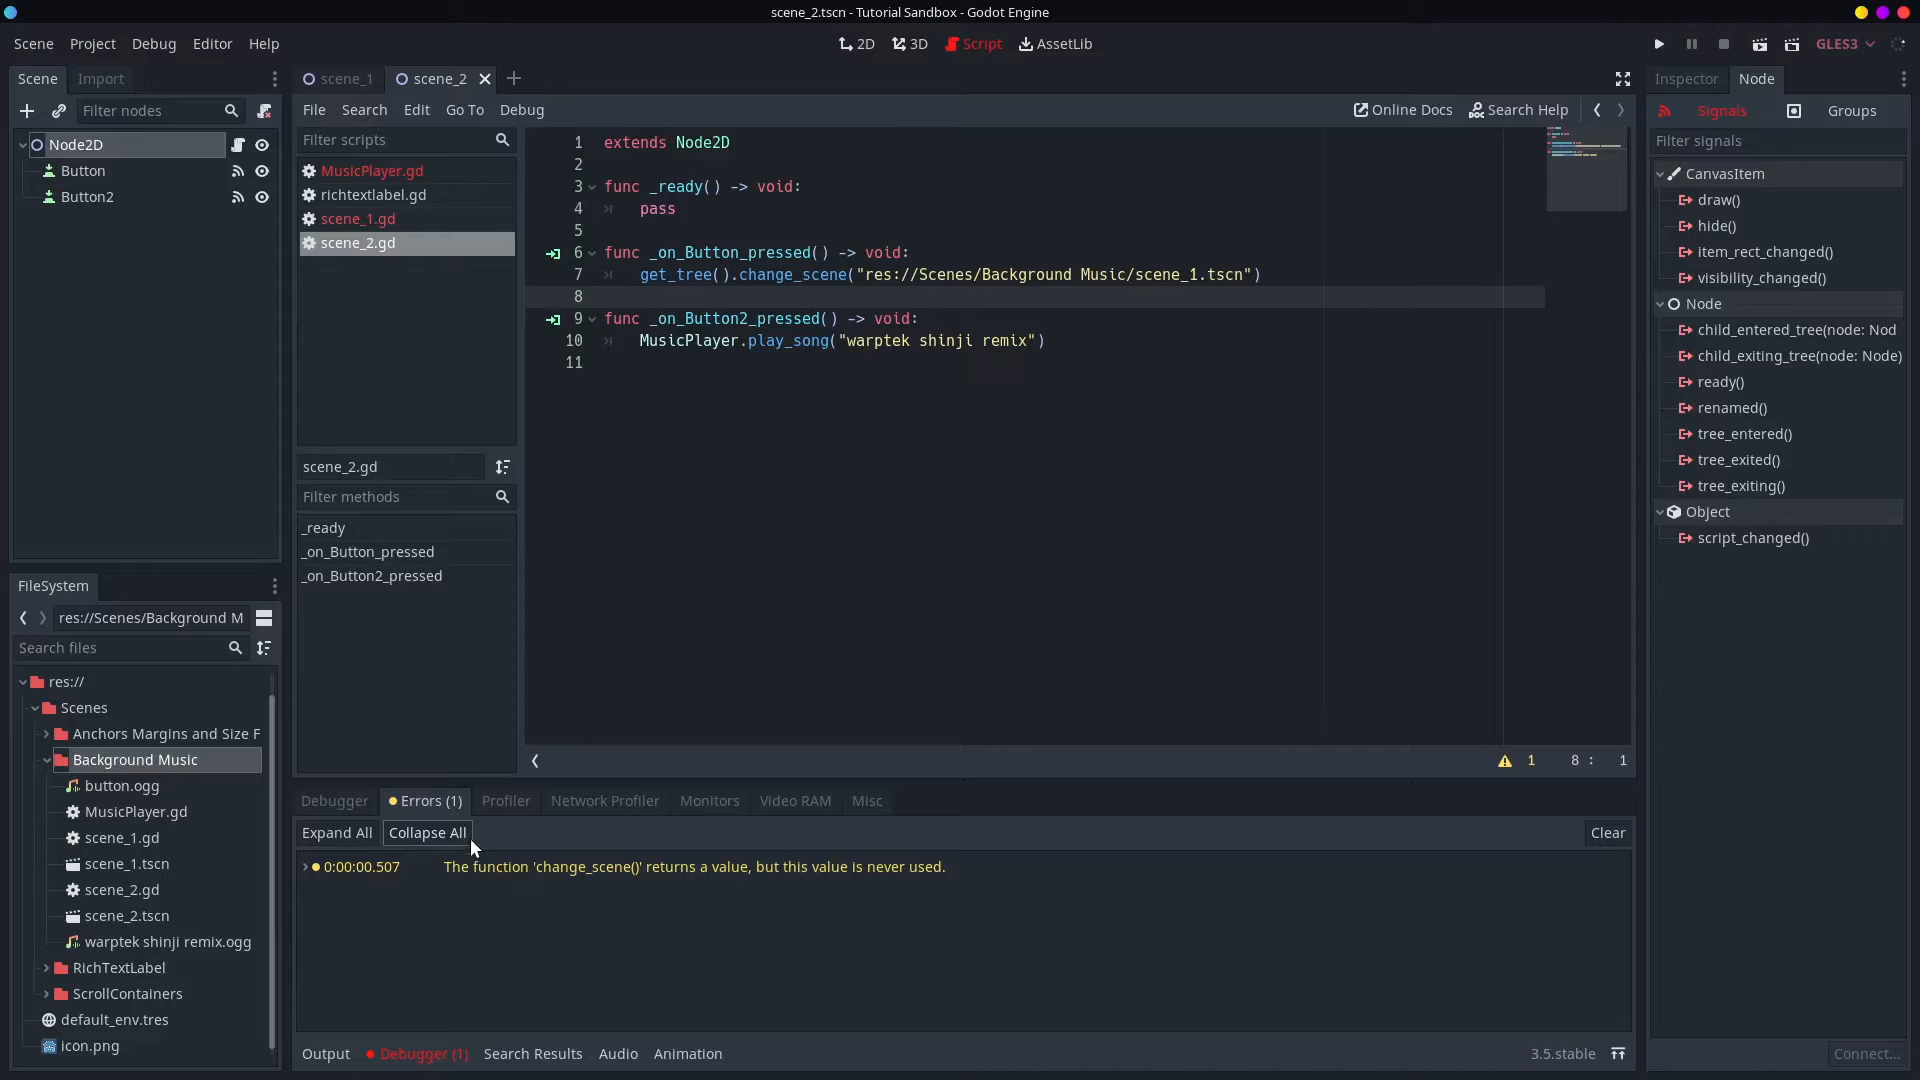 scene_2.tscn - Tutorial Sandbox - Godot Engine
Scene Project Debug Editor Help
2D 3D Script AssetLib
GLES3
Scene Import
Filter nodes
Node2D
Button
Button2
FileSystem
res://Scenes/Background M
Search files
res://
Scenes
Anchors Margins and Size F
Background Music
button.ogg
MusicPlayer.gd
scene_1.gd
scene_1.tscn
scene_2.gd
scene_2.tscn
warptek shinji remix.ogg
RichTextLabel
ScrollContainers
default_env.tres
icon.png
scene_1 scene_2
File Search Edit Go To Debug
Online Docs Search Help
Filter scripts
MusicPlayer.gd
richtextlabel.gd
scene_1.gd
scene_2.gd
scene_2.gd
Filter methods
_ready
_on_Button_pressed
_on_Button2_pressed
1 extends Node2D
2
3 func _ready() -> void:
4 pass
5
6 func _on_Button_pressed() -> void:
7 get_tree().change_scene("res://Scenes/Background Music/scene_1.tscn")
8
9 func _on_Button2_pressed() -> void:
10 MusicPlayer.play_song("warptek shinji remix")
11
1 8 : 1
Debugger Errors (1) Profiler Network Profiler Monitors Video RAM Misc
Expand All Collapse All Clear
0:00:00.507 The function 'change_scene()' returns a value, but this value is never used.
Output Debugger (1) Search Results Audio Animation 3.5.stable
Inspector Node
Signals Groups
Filter signals
CanvasItem
draw()
hide()
item_rect_changed()
visibility_changed()
Node
child_entered_tree(node: Nod
child_exiting_tree(node: Node)
ready()
renamed()
tree_entered()
tree_exited()
tree_exiting()
Object
script_changed()
Connect...